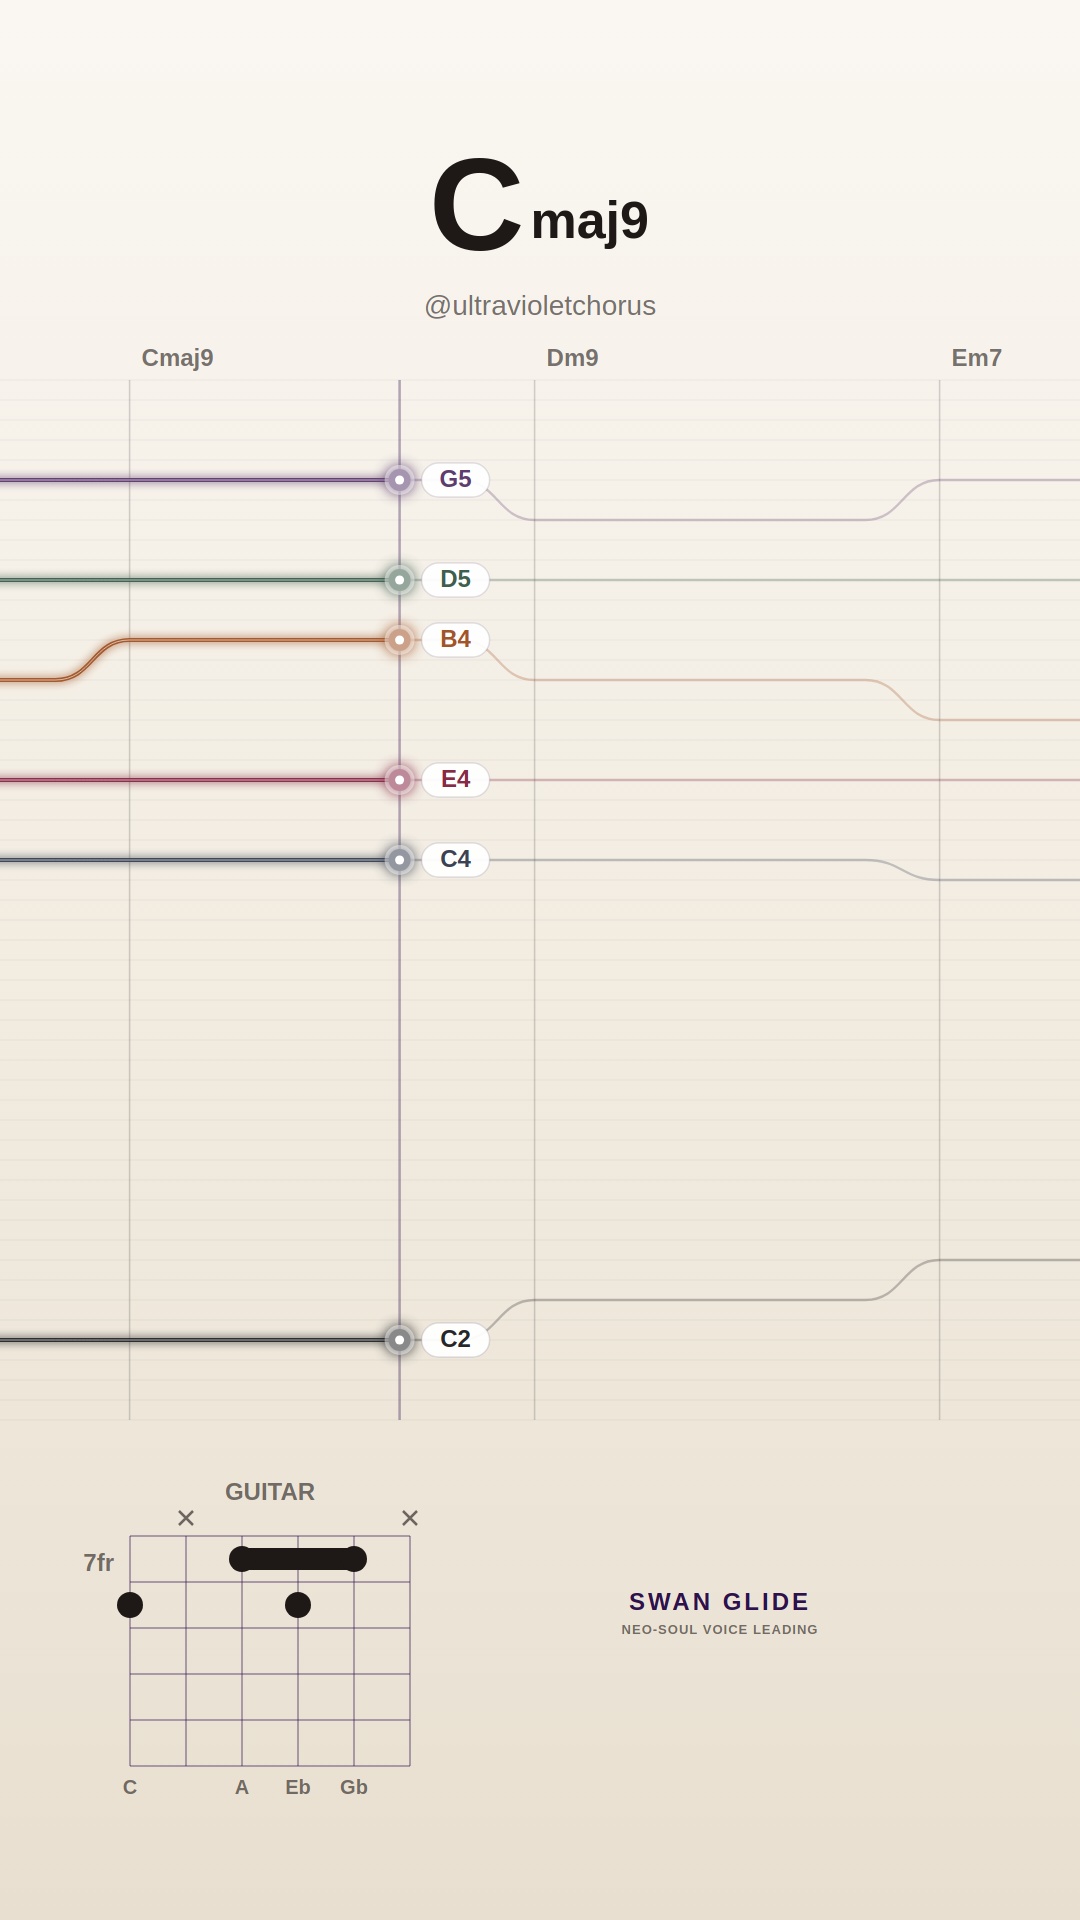 Cmaj9
@ultravioletchorus
Cmaj9 Dm9 Em7
G5
D5
B4
E4
C4
C2
GUITAR
× ×
7fr
SWAN GLIDE
NEO-SOUL VOICE LEADING
C A Eb Gb